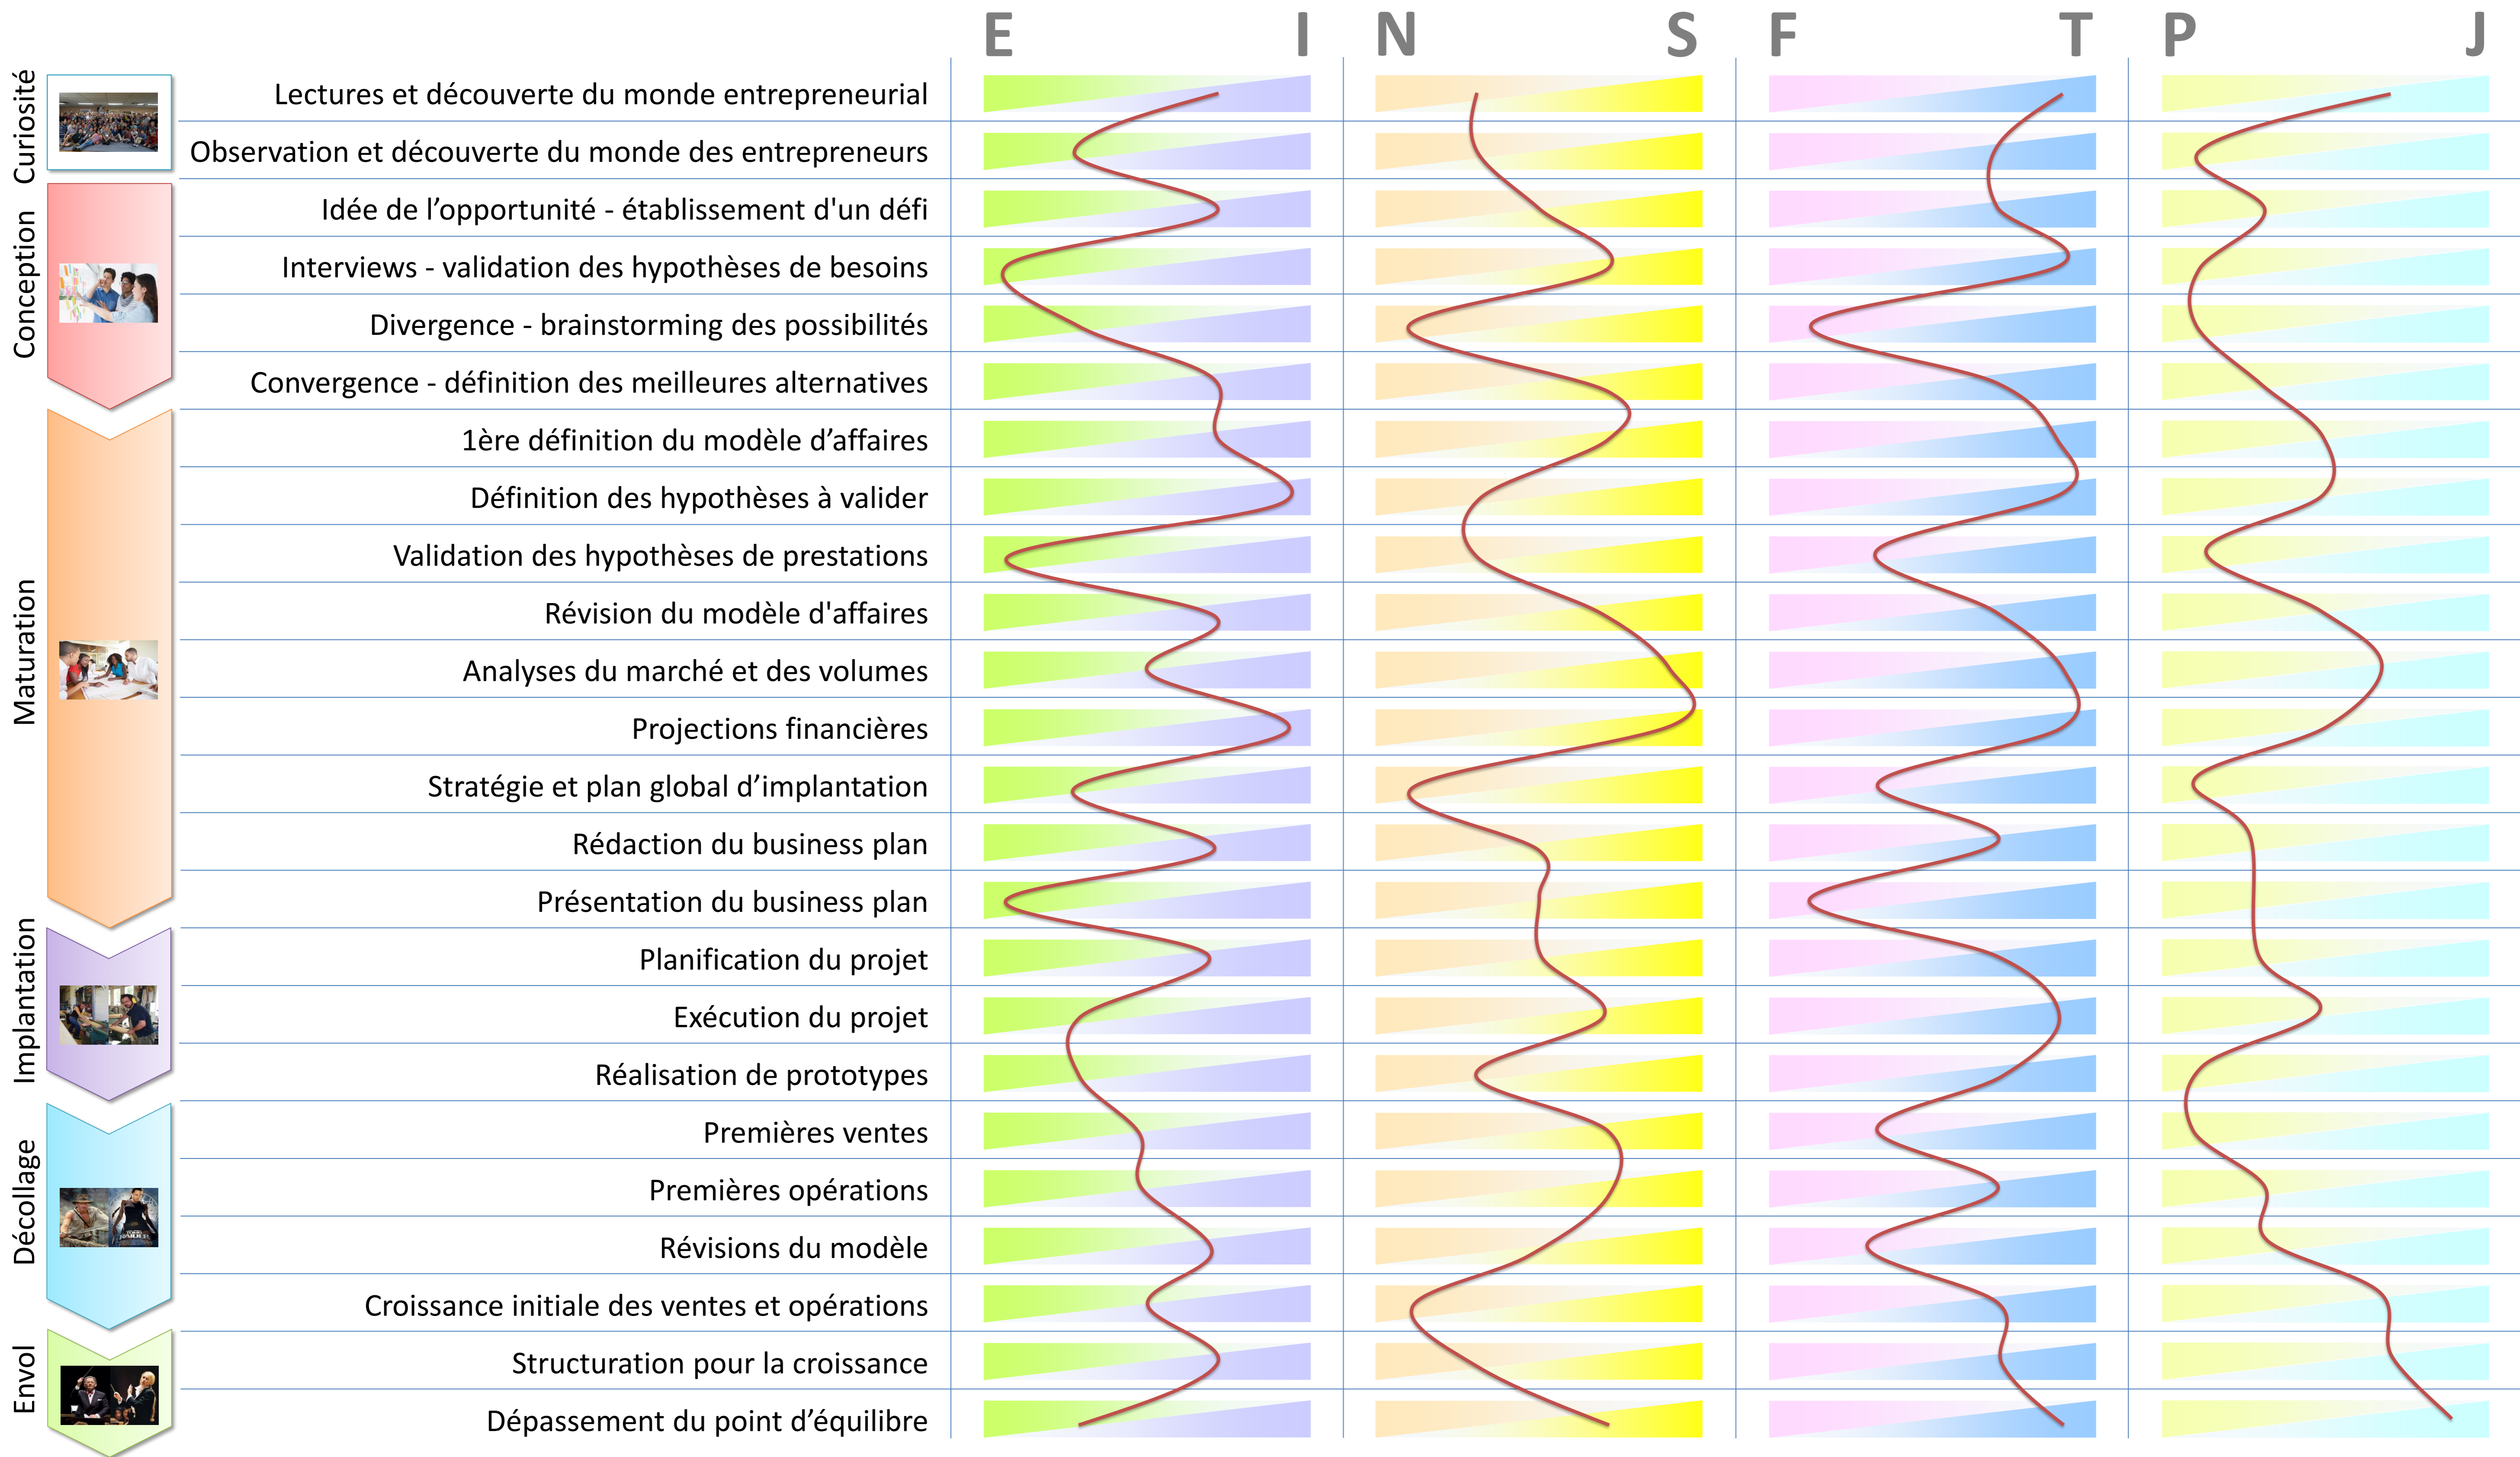 E I N S F T P J
Curiosité
Lectures et découverte du monde entrepreneurial
Observation et découverte du monde des entrepreneurs
Conception
Idée de l’opportunité - établissement d'un défi
Interviews - validation des hypothèses de besoins
Divergence - brainstorming des possibilités
Convergence - définition des meilleures alternatives
Maturation
1ère définition du modèle d’affaires
Définition des hypothèses à valider
Validation des hypothèses de prestations
Révision du modèle d'affaires
Analyses du marché et des volumes
Projections financières
Stratégie et plan global d’implantation
Rédaction du business plan
Présentation du business plan
Implantation
Planification du projet
Exécution du projet
Réalisation de prototypes
Décollage
Premières ventes
Premières opérations
Révisions du modèle
Croissance initiale des ventes et opérations
Envol
Structuration pour la croissance
Dépassement du point d’équilibre